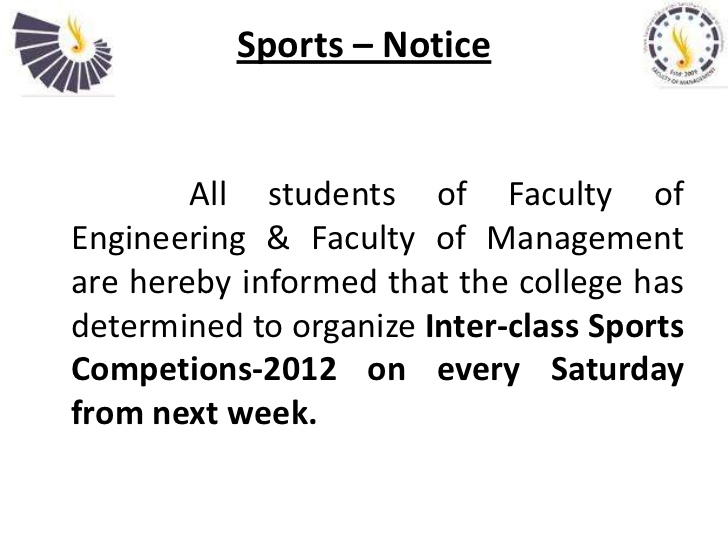 Sports – Notice
All students of Faculty of
Engineering & Faculty of Management
are hereby informed that the college has
determined to organize Inter-class Sports
Competions-2012 on every Saturday
from next week.
Estd: 2009
FACULTY OF MANAGEMENT